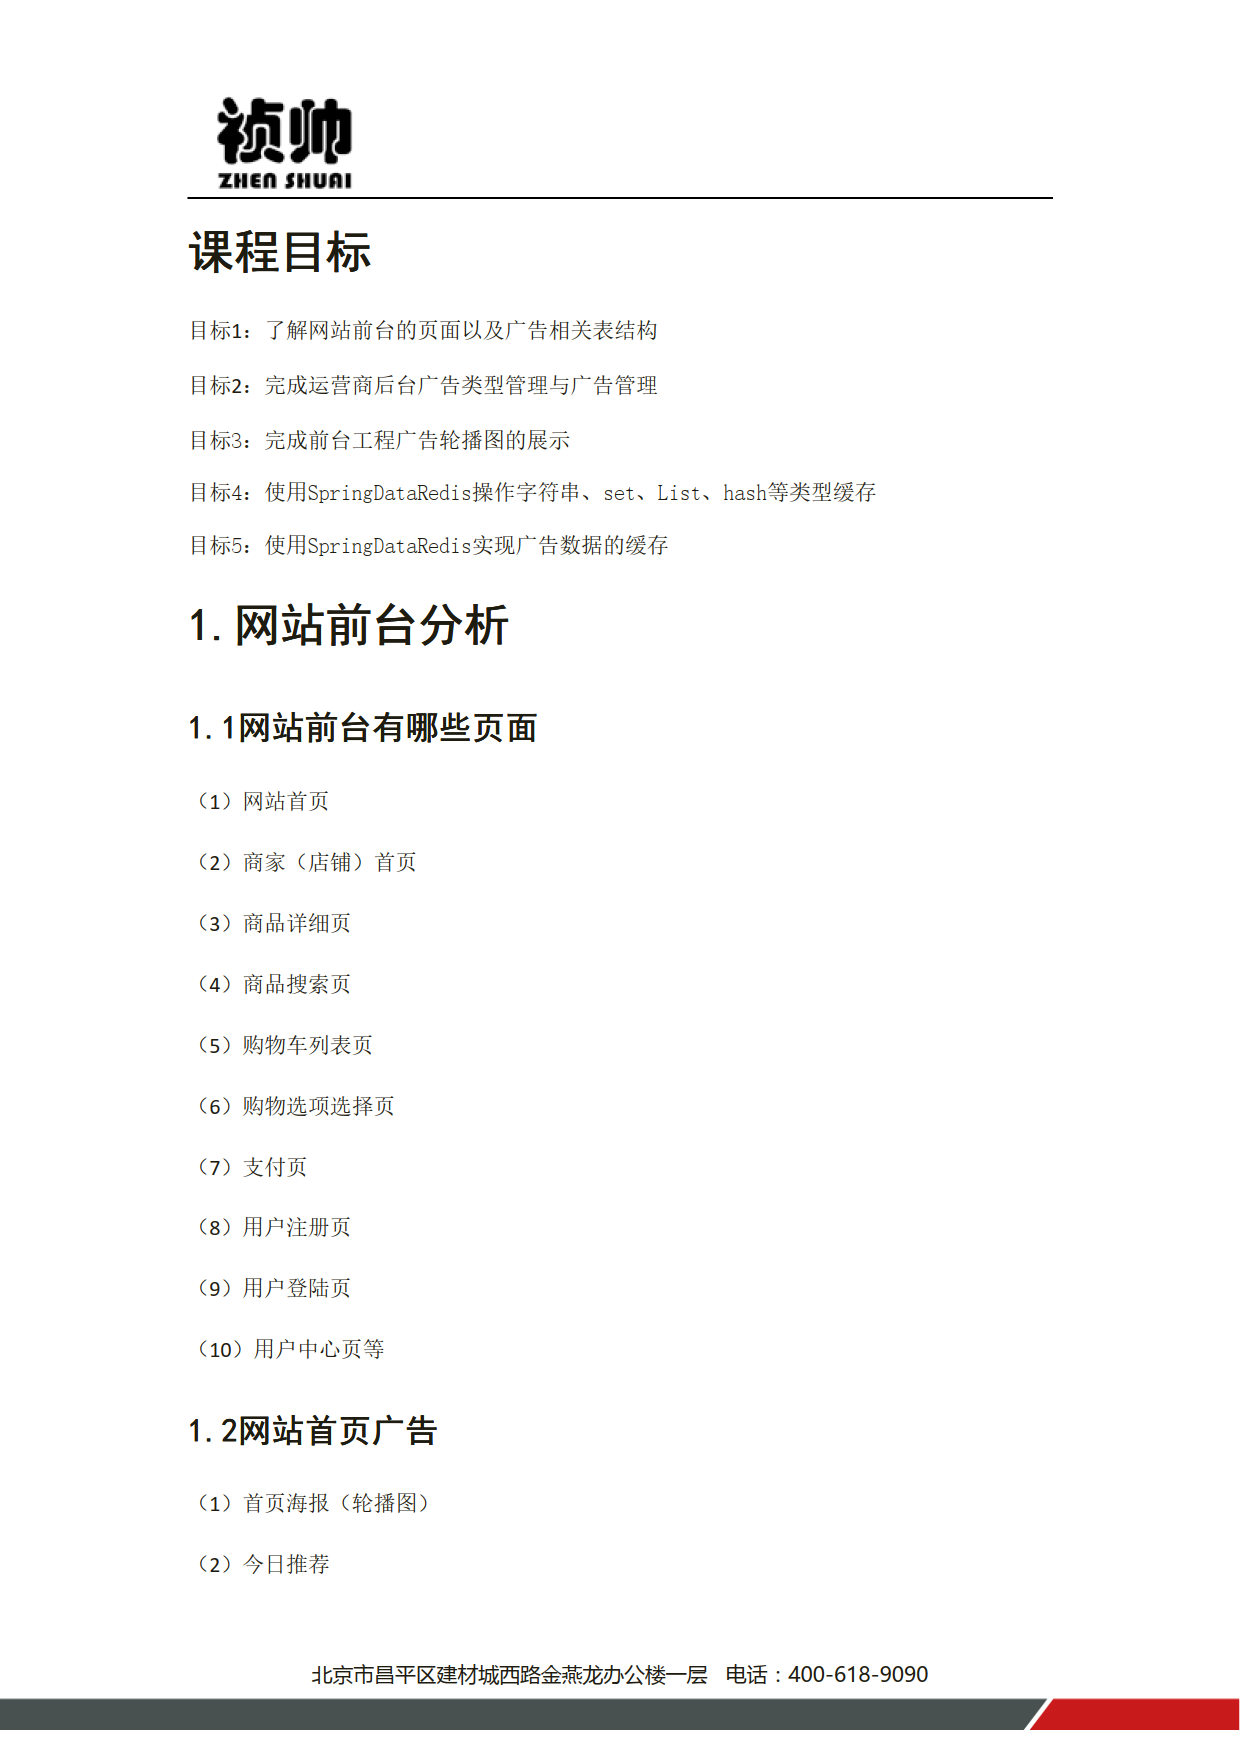 祯帅
ZHEN SHUAI
课程目标
目标1：了解网站前台的页面以及广告相关表结构
目标2：完成运营商后台广告类型管理与广告管理
目标3：完成前台工程广告轮播图的展示
目标4：使用SpringDataRedis操作字符串、set、List、hash等类型缓存
目标5：使用SpringDataRedis实现广告数据的缓存
1.网站前台分析
1.1网站前台有哪些页面
（1）网站首页
（2）商家（店铺）首页
（3）商品详细页
（4）商品搜索页
（5）购物车列表页
（6）购物选项选择页
（7）支付页
（8）用户注册页
（9）用户登陆页
（10）用户中心页等
1.2网站首页广告
（1）首页海报（轮播图）
（2）今日推荐
北京市昌平区建材城西路金燕龙办公楼一层 电话：400-618-9090